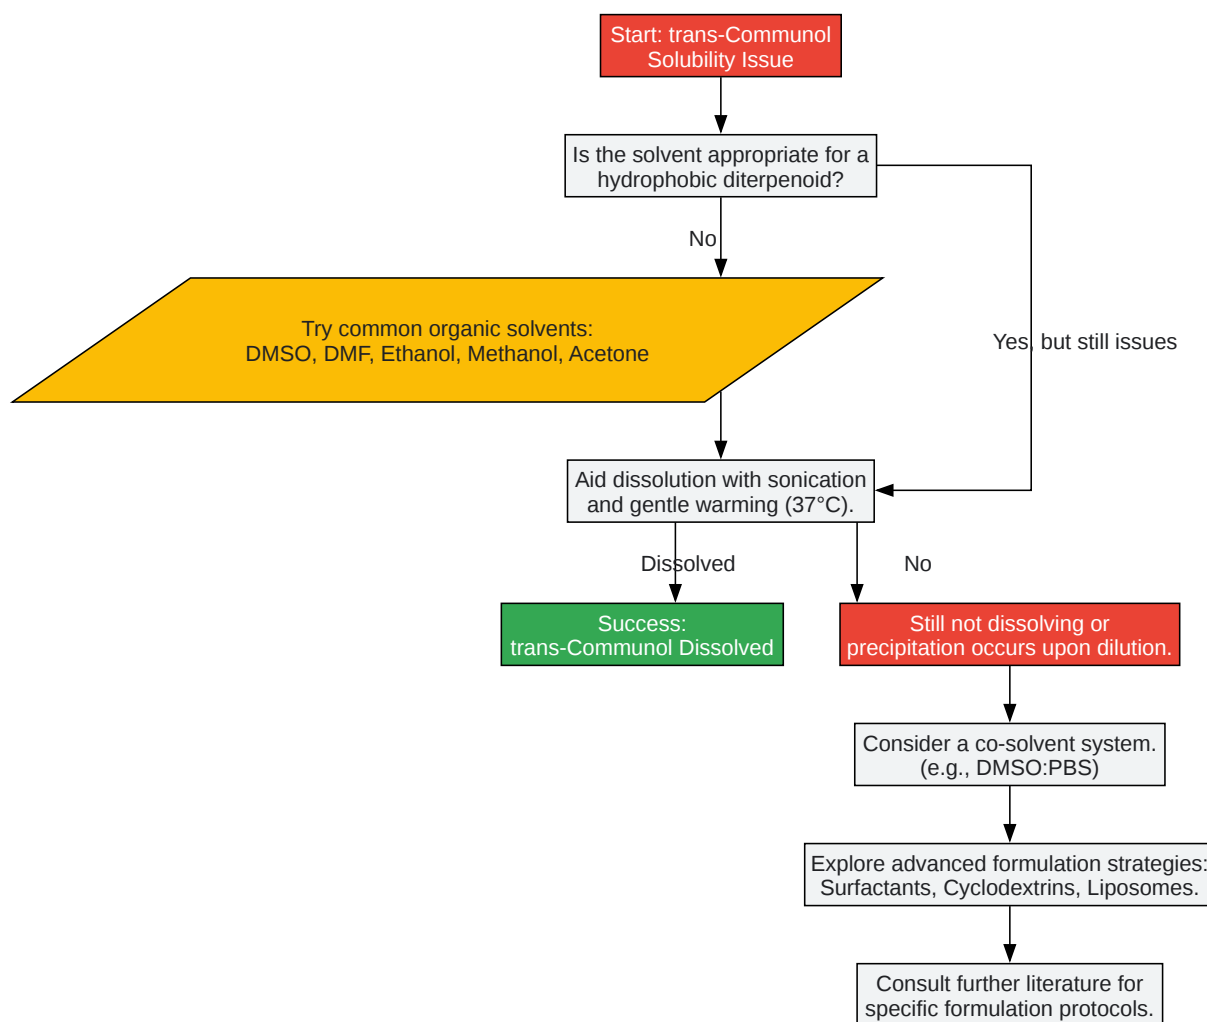 Start: trans-Communol
Solubility Issue
Is the solvent appropriate for a
hydrophobic diterpenoid?
No
Try common organic solvents:
DMSO, DMF, Ethanol, Methanol, Acetone
Yes, but still issues
Aid dissolution with sonication
and gentle warming (37°C).
Dissolved
No
Success:
trans-Communol Dissolved
Still not dissolving or
precipitation occurs upon dilution.
Consider a co-solvent system.
(e.g., DMSO:PBS)
Explore advanced formulation strategies:
Surfactants, Cyclodextrins, Liposomes.
Consult further literature for
specific formulation protocols.